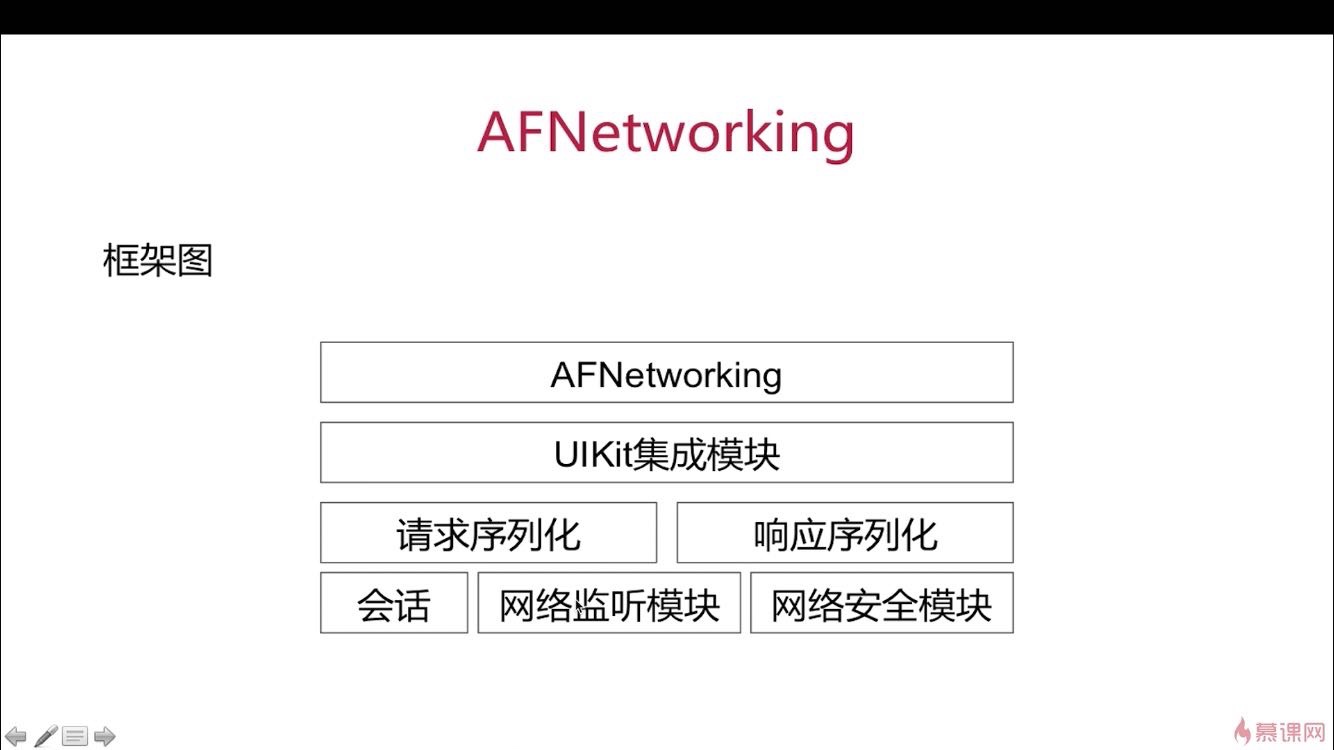 AFNetworking
框架图
AFNetworking
UIKit集成模块
请求序列化 响应序列化
会话 网络监听模块 网络安全模块
慕课网